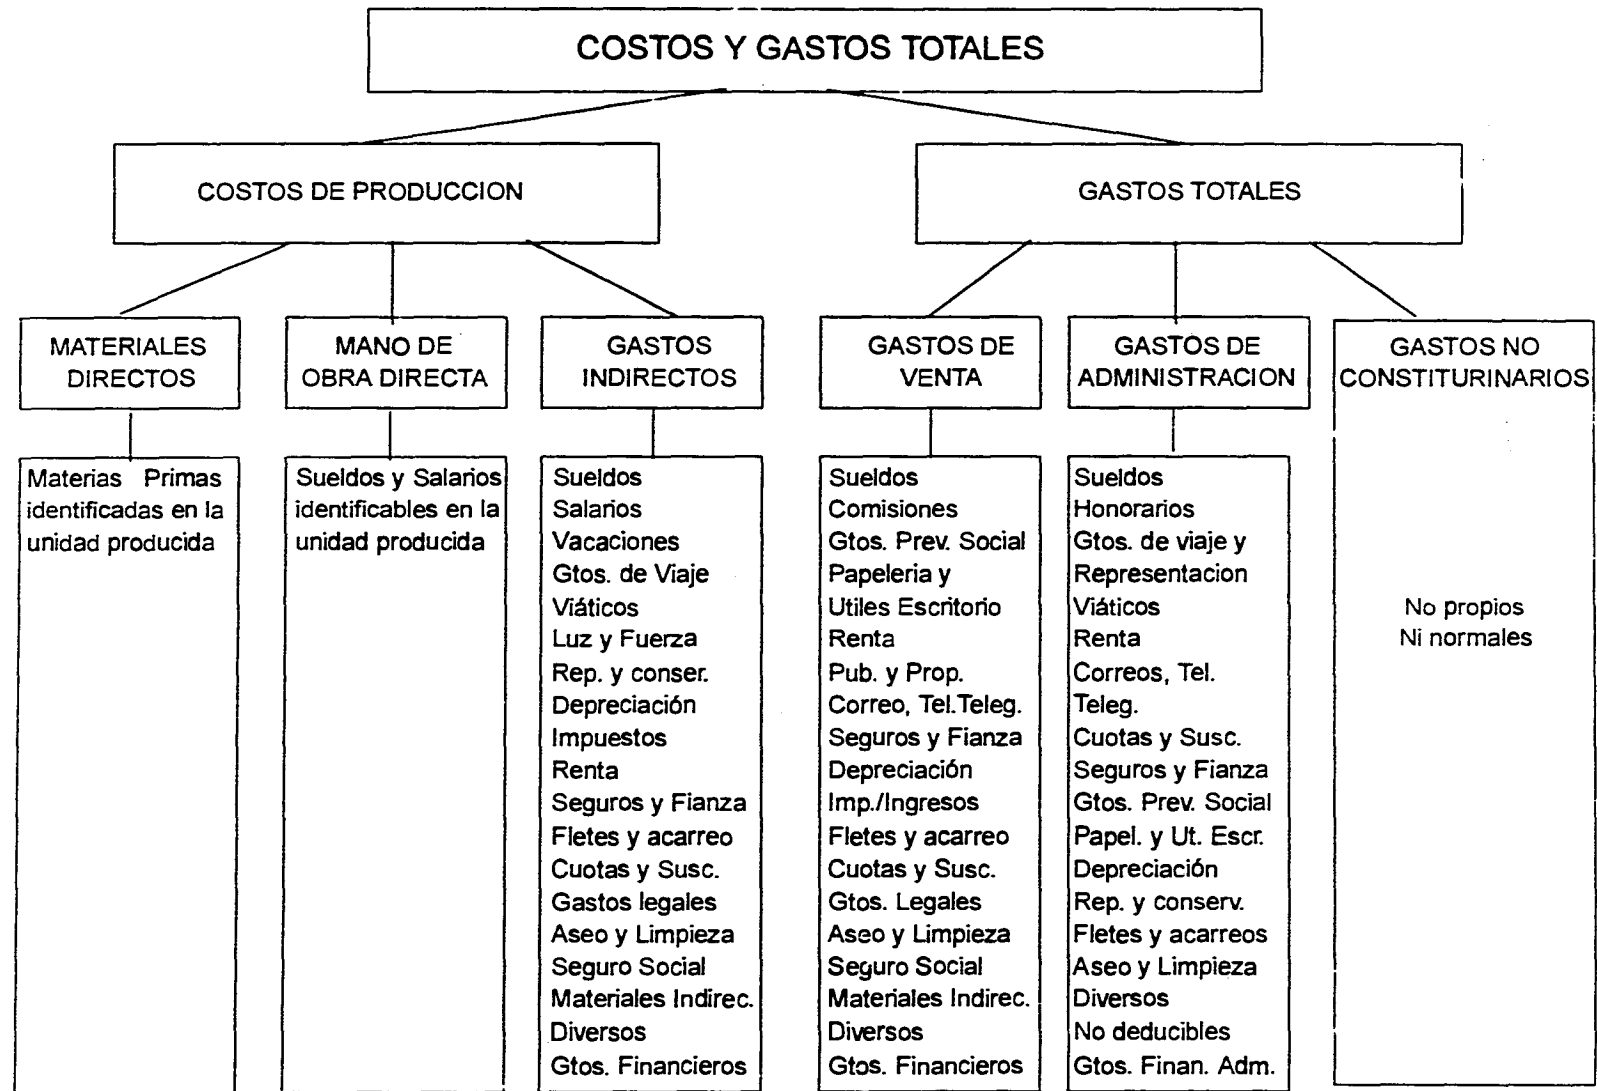 COSTOS Y GASTOS TOTALES
COSTOS DE PRODUCCION
GASTOS TOTALES
MATERIALES
DIRECTOS
MANO DE
OBRA DIRECTA
GASTOS
INDIRECTOS
GASTOS DE
VENTA
GASTOS DE
ADMINISTRACION
GASTOS NO
CONSTITURINARIOS
Materias Primas
identificadas en la
unidad producida
Sueldos y Salarios
identificables en la
unidad producida
Sueldos
Salarios
Vacaciones
Gtos. de Viaje
Viáticos
Luz y Fuerza
Rep. y conser.
Depreciación
Impuestos
Renta
Seguros y Fianza
Fletes y acarreo
Cuotas y Susc.
Gastos legales
Aseo y Limpieza
Seguro Social
Materiales Indirec.
Diversos
Gtos. Financieros
Sueldos
Comisiones
Gtos. Prev. Social
Papeleria y
Utiles Escritorio
Renta
Pub. y Prop.
Correo, Tel.Teleg.
Seguros y Fianza
Depreciación
Imp./Ingresos
Fletes y acarreo
Cuotas y Susc.
Gtos. Legales
Aseo y Limpieza
Seguro Social
Materiales Indirec.
Diversos
Gtos. Financieros
Sueldos
Honorarios
Gtos. de viaje y
Representacion
Viáticos
Renta
Correos, Tel.
Teleg.
Cuotas y Susc.
Seguros y Fianza
Gtos. Prev. Social
Papel. y Ut. Escr.
Depreciación
Rep. y conserv.
Fletes y acarreos
Aseo y Limpieza
Diversos
No deducibles
Gtos. Finan. Adm.
No propios
Ni normales